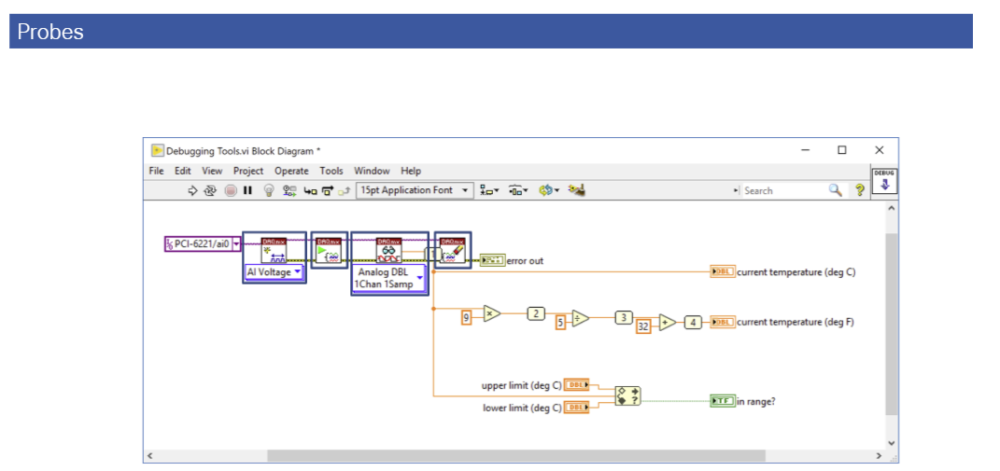 Probes
Debugging Tools.vi Block Diagram *
File Edit View Project Operate Tools Window Help
15pt Application Font
Search
?
DEBUG
PCI-6221/ai0
DAQmx DAQmx DAQmx DAQmx
1
AI Voltage
Analog DBL
1Chan 1Samp
error out
DBL current temperature (deg C)
9 × 2 5 ÷ 3 32 + 4 DBL current temperature (deg F)
upper limit (deg C) DBL
lower limit (deg C) DBL
?
TF in range?